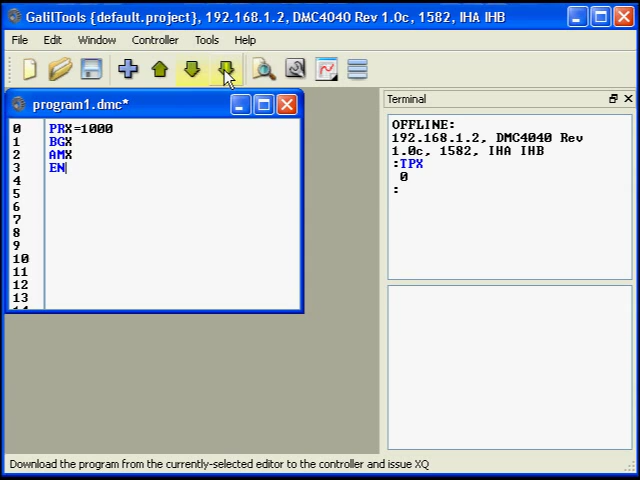 GalilTools {default.project}, 192.168.1.2, DMC4040 Rev 1.0c, 1582, IHA IHB
File Edit Window Controller Tools Help
program1.dmc*
0 PRX=1000
1 BGX
2 AMX
3 EN
4
5
6
7
8
9
10
11
12
13
Terminal
OFFLINE:
192.168.1.2, DMC4040 Rev
1.0c, 1582, IHA IHB
:TPX
0
:
Download the program from the currently-selected editor to the controller and issue XQ